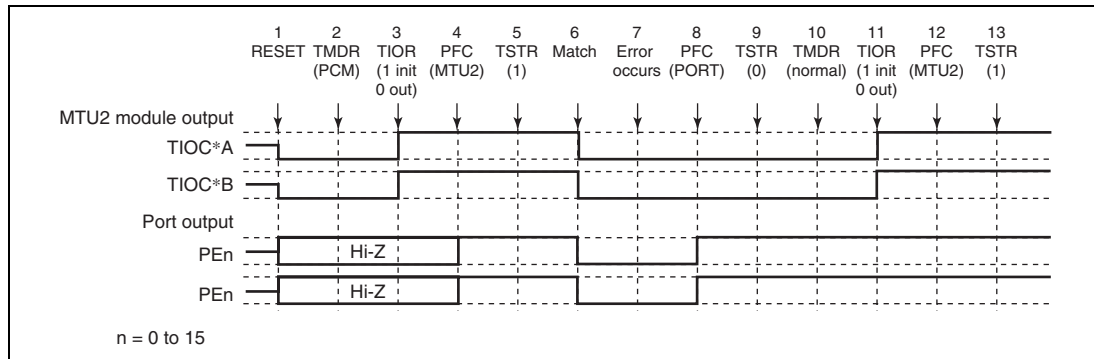 1 2 3 4 5 6 7 8 9 10 11 12 13
RESET TMDR TIOR PFC TSTR Match Error PFC TSTR TMDR TIOR PFC TSTR
(PCM) (1 init (MTU2) (1) occurs (PORT) (0) (normal) (1 init (MTU2) (1)
0 out) 0 out)
MTU2 module output
TIOC*A
TIOC*B
Port output
PEn Hi-Z
PEn Hi-Z
n = 0 to 15